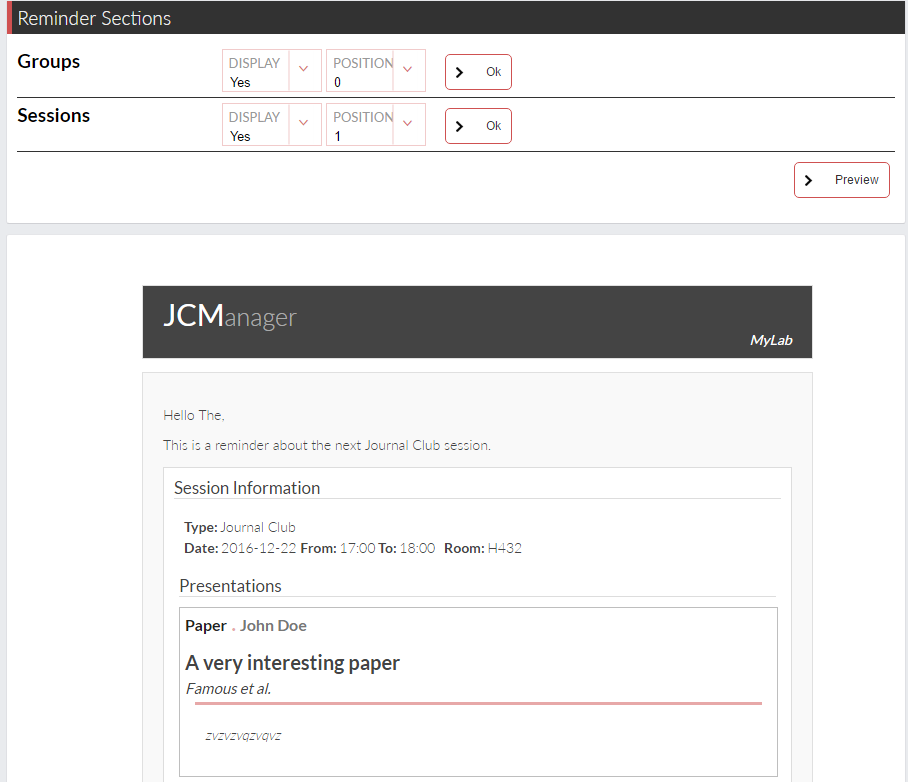 Reminder Sections
Groups DISPLAY Yes POSITION 0 Ok
Sessions DISPLAY Yes POSITION 1 Ok
Preview
JCManager
MyLab
Hello The,
This is a reminder about the next Journal Club session.
Session Information
Type: Journal Club
Date: 2016-12-22 From: 17:00 To: 18:00 Room: H432
Presentations
Paper . John Doe
A very interesting paper
Famous et al.
zvzvzvqzvqvz